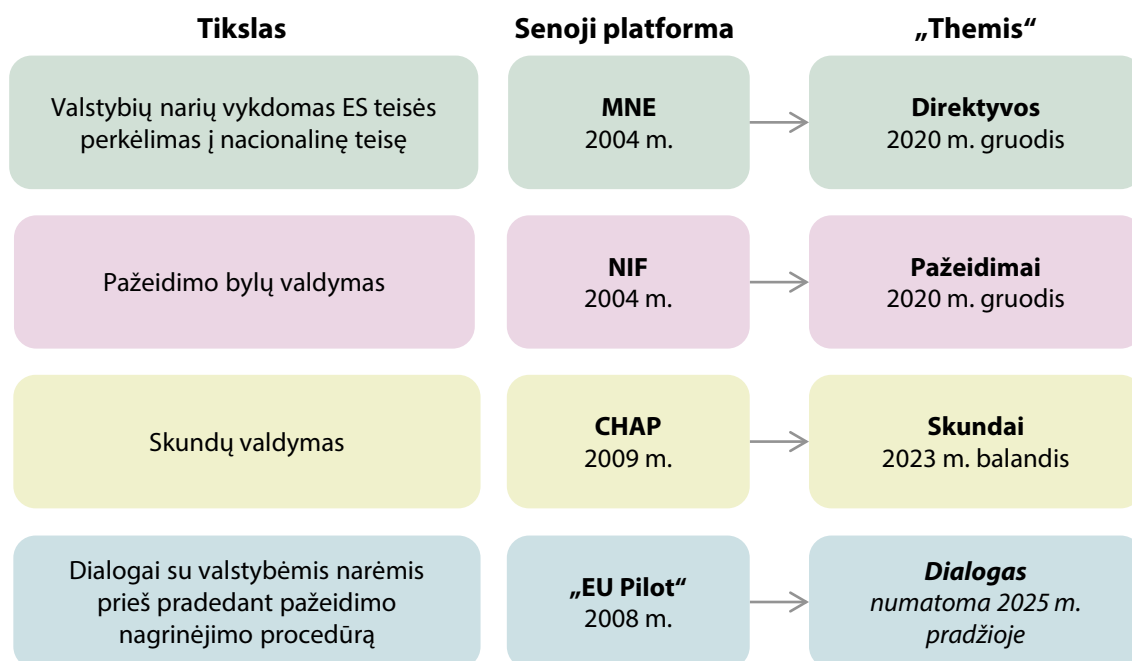 Tikslas
Senoji platforma
„Themis“
Valstybių narių vykdomas ES teisės
perkėlimas į nacionalinę teisę
MNE
2004 m.
Direktyvos
2020 m. gruodis
Pažeidimo bylų valdymas
NIF
2004 m.
Pažeidimai
2020 m. gruodis
Skundų valdymas
CHAP
2009 m.
Skundai
2023 m. balandis
Dialogai su valstybėmis narėmis
prieš pradedant pažeidimo
nagrinėjimo procedūrą
„EU Pilot“
2008 m.
Dialogas
numatoma 2025 m.
pradžioje